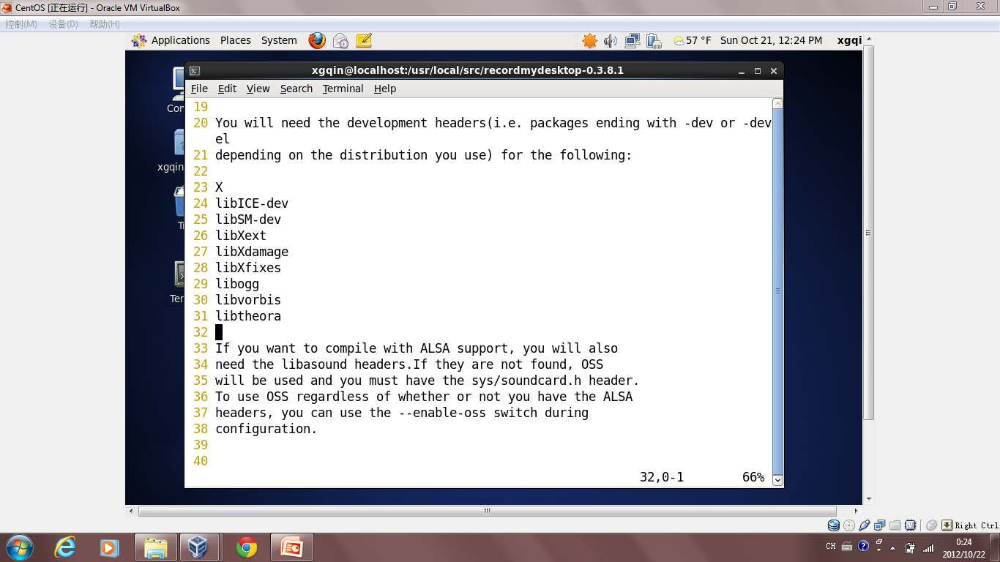 CentOS [正在运行] - Oracle VM VirtualBox
控制(M) 设备(D) 帮助(H)
Applications Places System 57 °F Sun Oct 21, 12:24 PM xgqi
xgqin@localhost:/usr/local/src/recordmydesktop-0.3.8.1
File Edit View Search Terminal Help
19
20 You will need the development headers(i.e. packages ending with -dev or -dev
el
21 depending on the distribution you use) for the following:
22
23 X
24 libICE-dev
25 libSM-dev
26 libXext
27 libXdamage
28 libXfixes
29 libogg
30 libvorbis
31 libtheora
32
33 If you want to compile with ALSA support, you will also
34 need the libasound headers.If they are not found, OSS
35 will be used and you must have the sys/soundcard.h header.
36 To use OSS regardless of whether or not you have the ALSA
37 headers, you can use the --enable-oss switch during
38 configuration.
39
40
32,0-1 66%
Con
xgqin
T
Ter
Right Ctrl
CH
0:24
2012/10/22